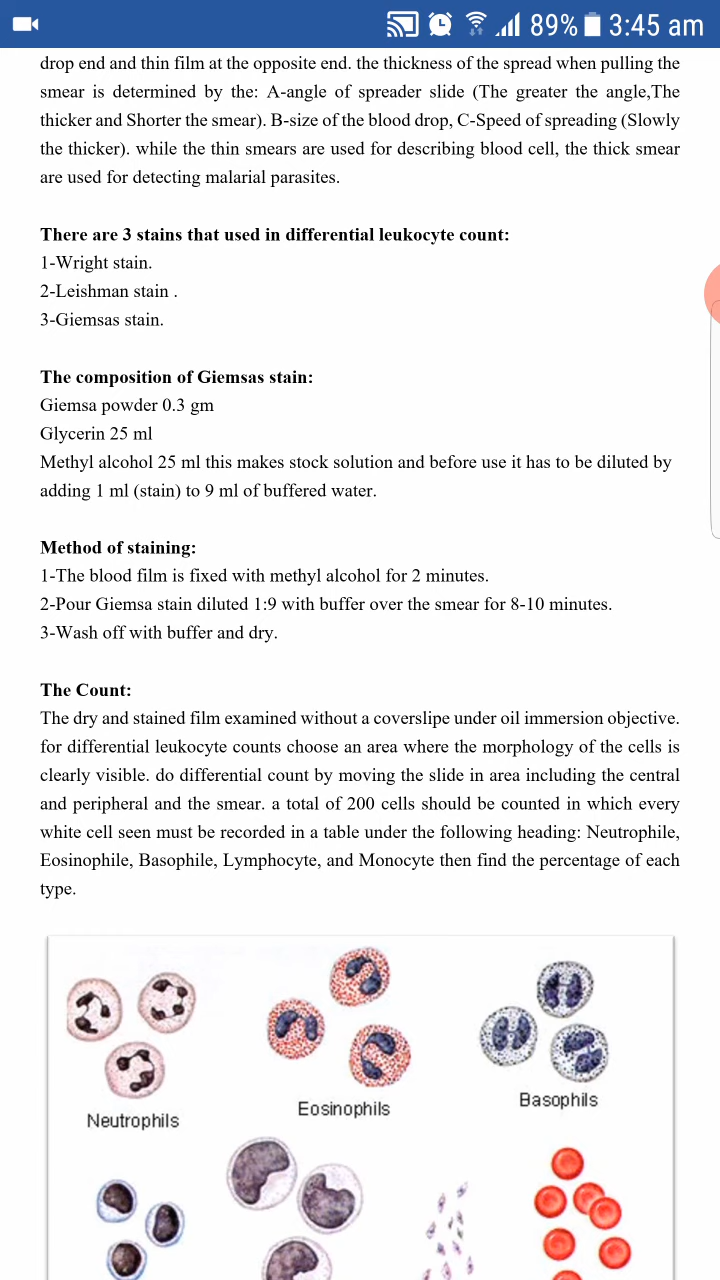 89% 3:45 am
drop end and thin film at the opposite end. the thickness of the spread when pulling the
smear is determined by the: A-angle of spreader slide (The greater the angle,The
thicker and Shorter the smear). B-size of the blood drop, C-Speed of spreading (Slowly
the thicker). while the thin smears are used for describing blood cell, the thick smear
are used for detecting malarial parasites.
There are 3 stains that used in differential leukocyte count:
1-Wright stain.
2-Leishman stain .
3-Giemsas stain.
The composition of Giemsas stain:
Giemsa powder 0.3 gm
Glycerin 25 ml
Methyl alcohol 25 ml this makes stock solution and before use it has to be diluted by
adding 1 ml (stain) to 9 ml of buffered water.
Method of staining:
1-The blood film is fixed with methyl alcohol for 2 minutes.
2-Pour Giemsa stain diluted 1:9 with buffer over the smear for 8-10 minutes.
3-Wash off with buffer and dry.
The Count:
The dry and stained film examined without a coverslipe under oil immersion objective.
for differential leukocyte counts choose an area where the morphology of the cells is
clearly visible. do differential count by moving the slide in area including the central
and peripheral and the smear. a total of 200 cells should be counted in which every
white cell seen must be recorded in a table under the following heading: Neutrophile,
Eosinophile, Basophile, Lymphocyte, and Monocyte then find the percentage of each
type.
Neutrophils
Eosinophils
Basophils